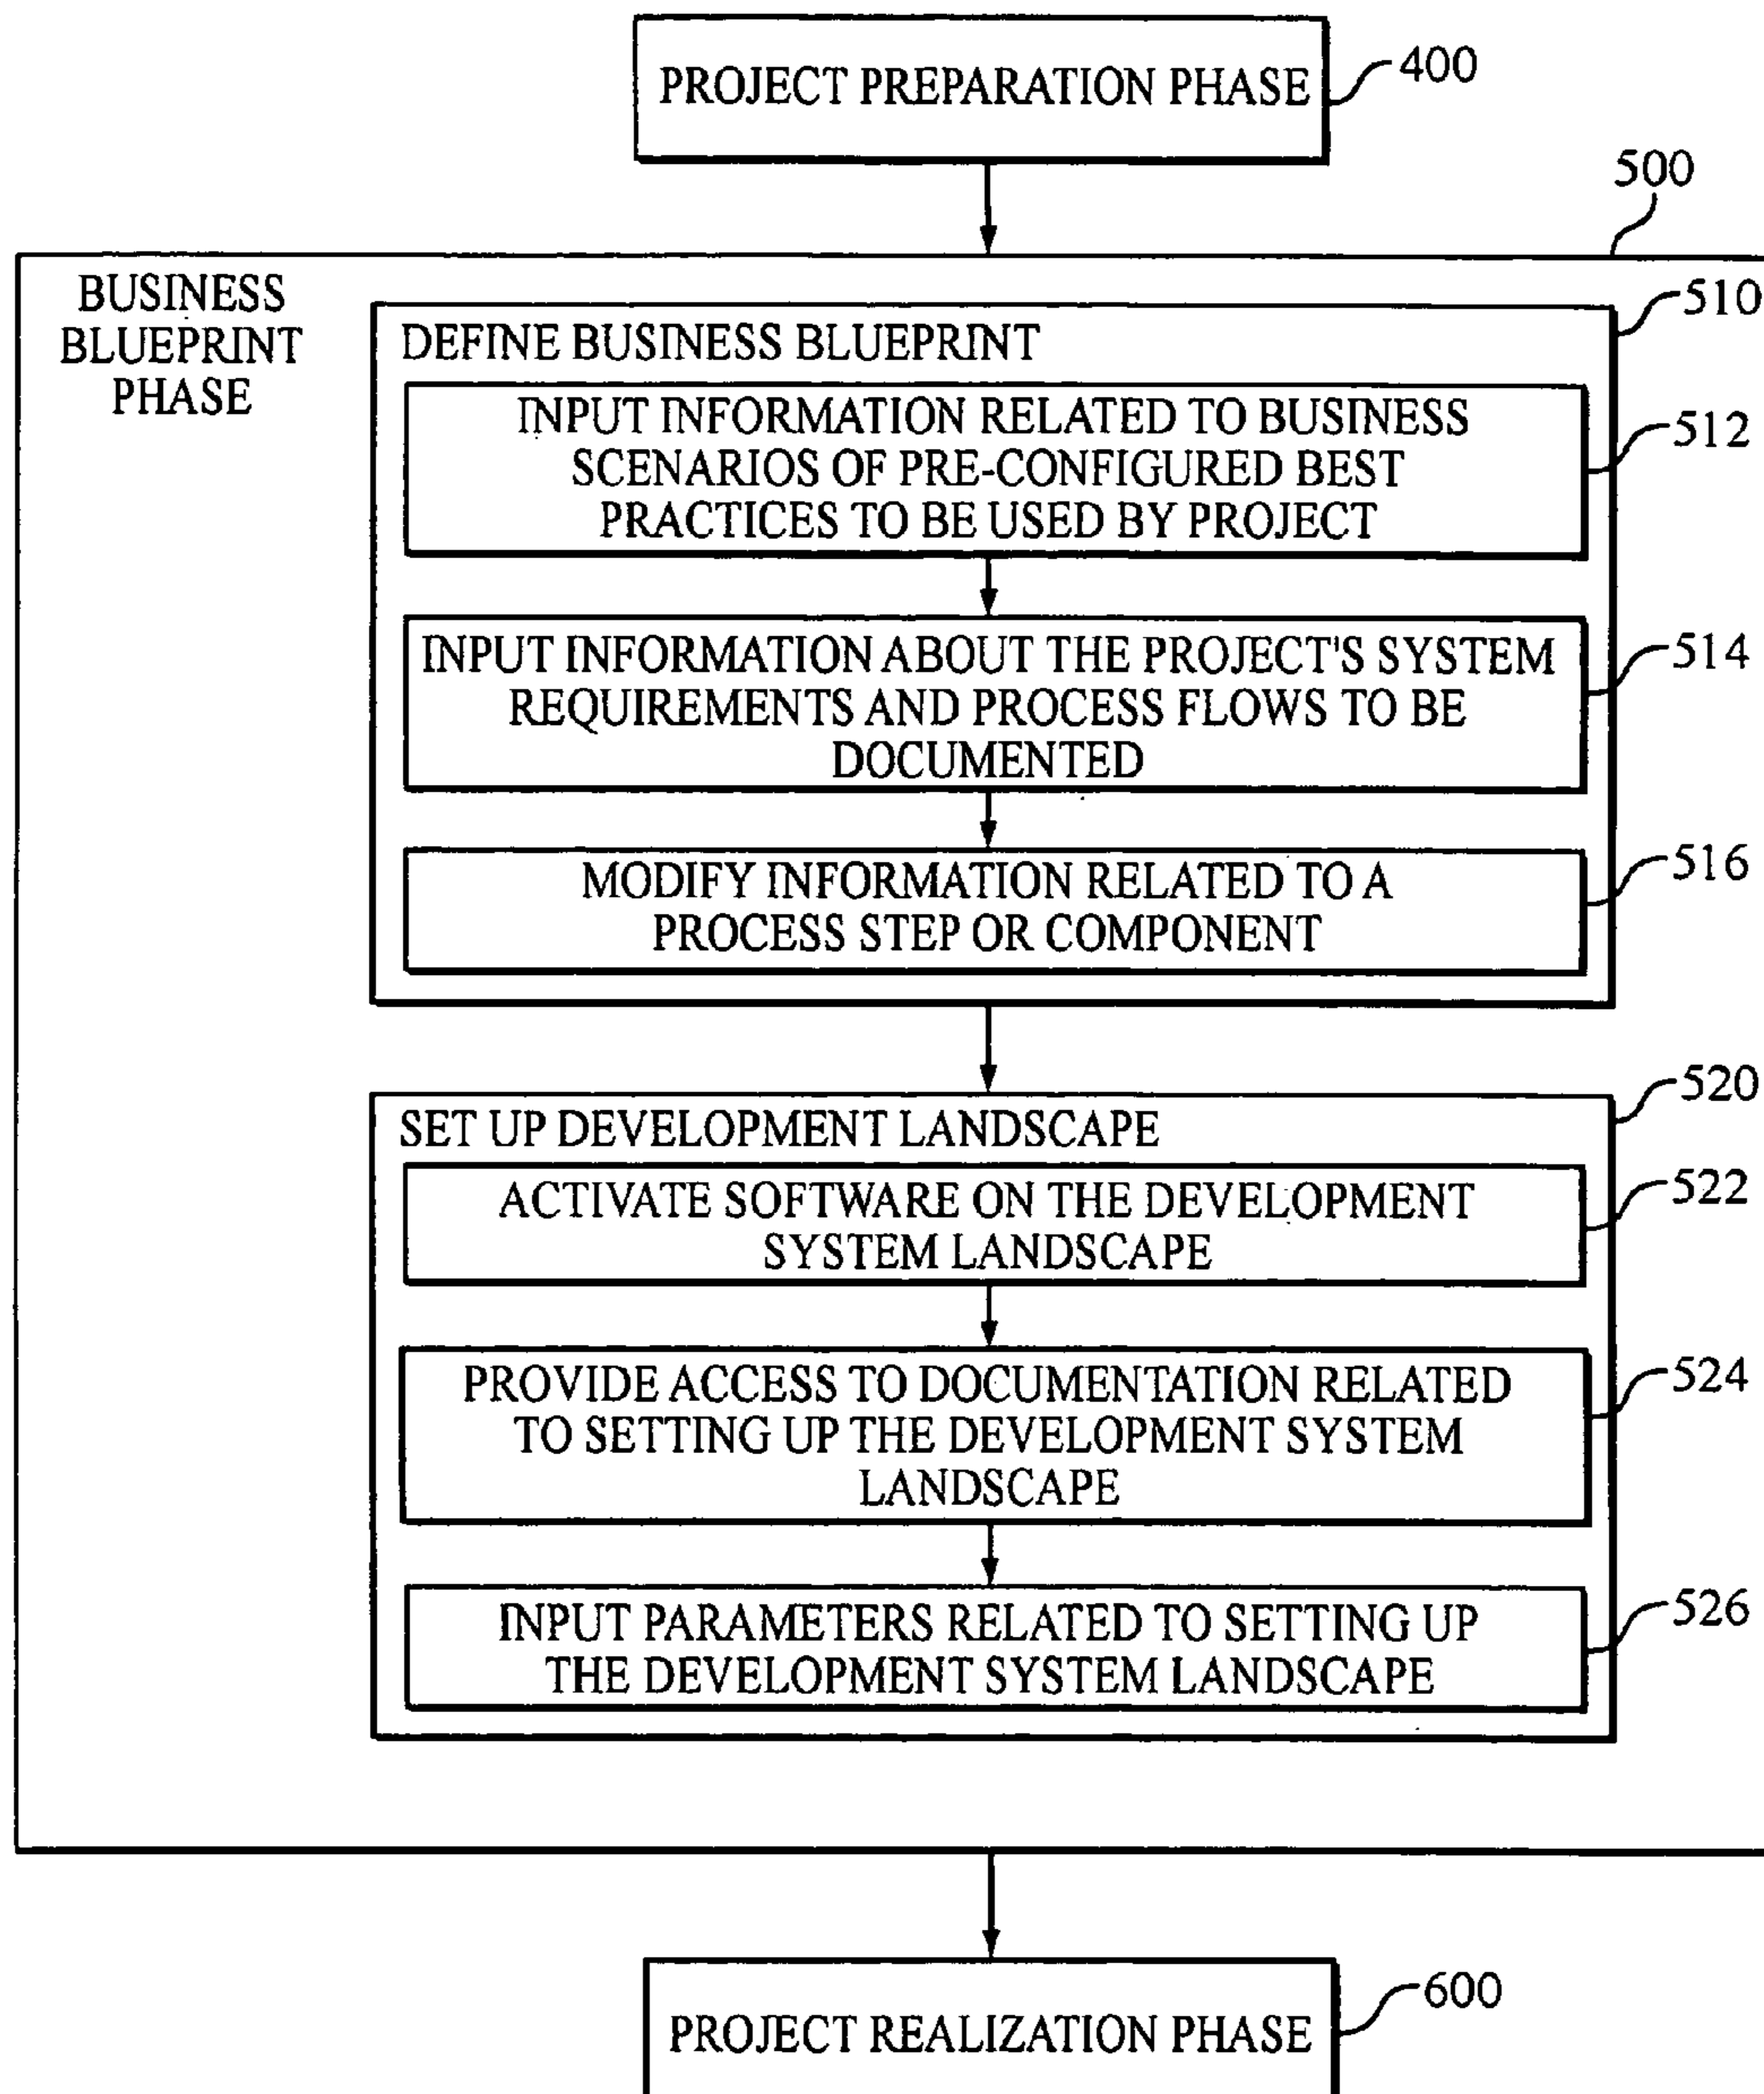 PROJECT PREPARATION PHASE
400
500
BUSINESS
BLUEPRINT
PHASE
510
DEFINE BUSINESS BLUEPRINT
INPUT INFORMATION RELATED TO BUSINESS
SCENARIOS OF PRE-CONFIGURED BEST
PRACTICES TO BE USED BY PROJECT
512
INPUT INFORMATION ABOUT THE PROJECT'S SYSTEM
REQUIREMENTS AND PROCESS FLOWS TO BE
DOCUMENTED
514
MODIFY INFORMATION RELATED TO A
PROCESS STEP OR COMPONENT
516
520
SET UP DEVELOPMENT LANDSCAPE
ACTIVATE SOFTWARE ON THE DEVELOPMENT
SYSTEM LANDSCAPE
522
PROVIDE ACCESS TO DOCUMENTATION RELATED
TO SETTING UP THE DEVELOPMENT SYSTEM
LANDSCAPE
524
INPUT PARAMETERS RELATED TO SETTING UP
THE DEVELOPMENT SYSTEM LANDSCAPE
526
PROJECT REALIZATION PHASE
600